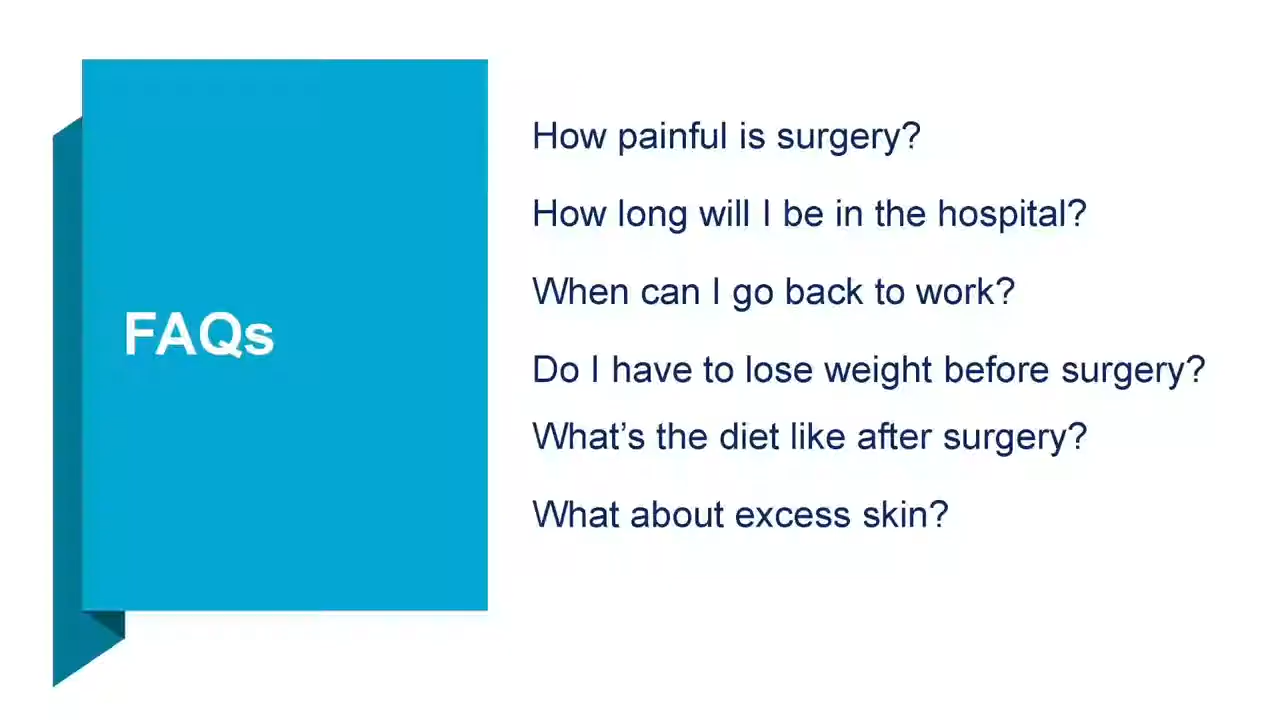 FAQs
How painful is surgery?
How long will I be in the hospital?
When can I go back to work?
Do I have to lose weight before surgery?
What’s the diet like after surgery?
What about excess skin?